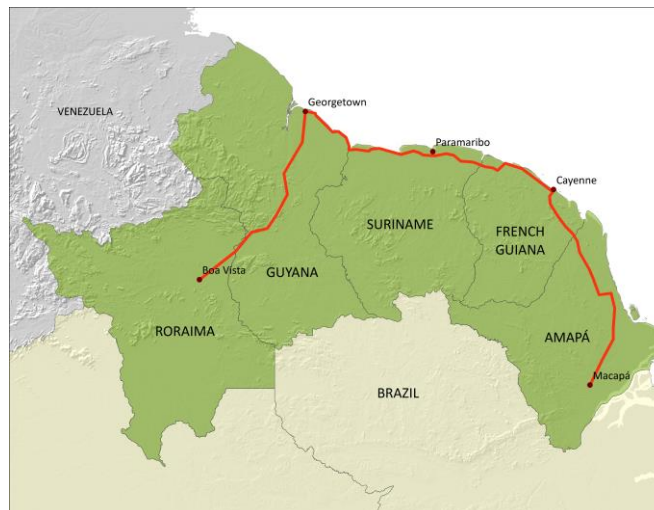 Georgetown
VENEZUELA
Paramaribo
Cayenne
SURINAME
FRENCH
GUIANA
Boa Vista
GUYANA
RORAIMA
AMAPÁ
Macapá
BRAZIL